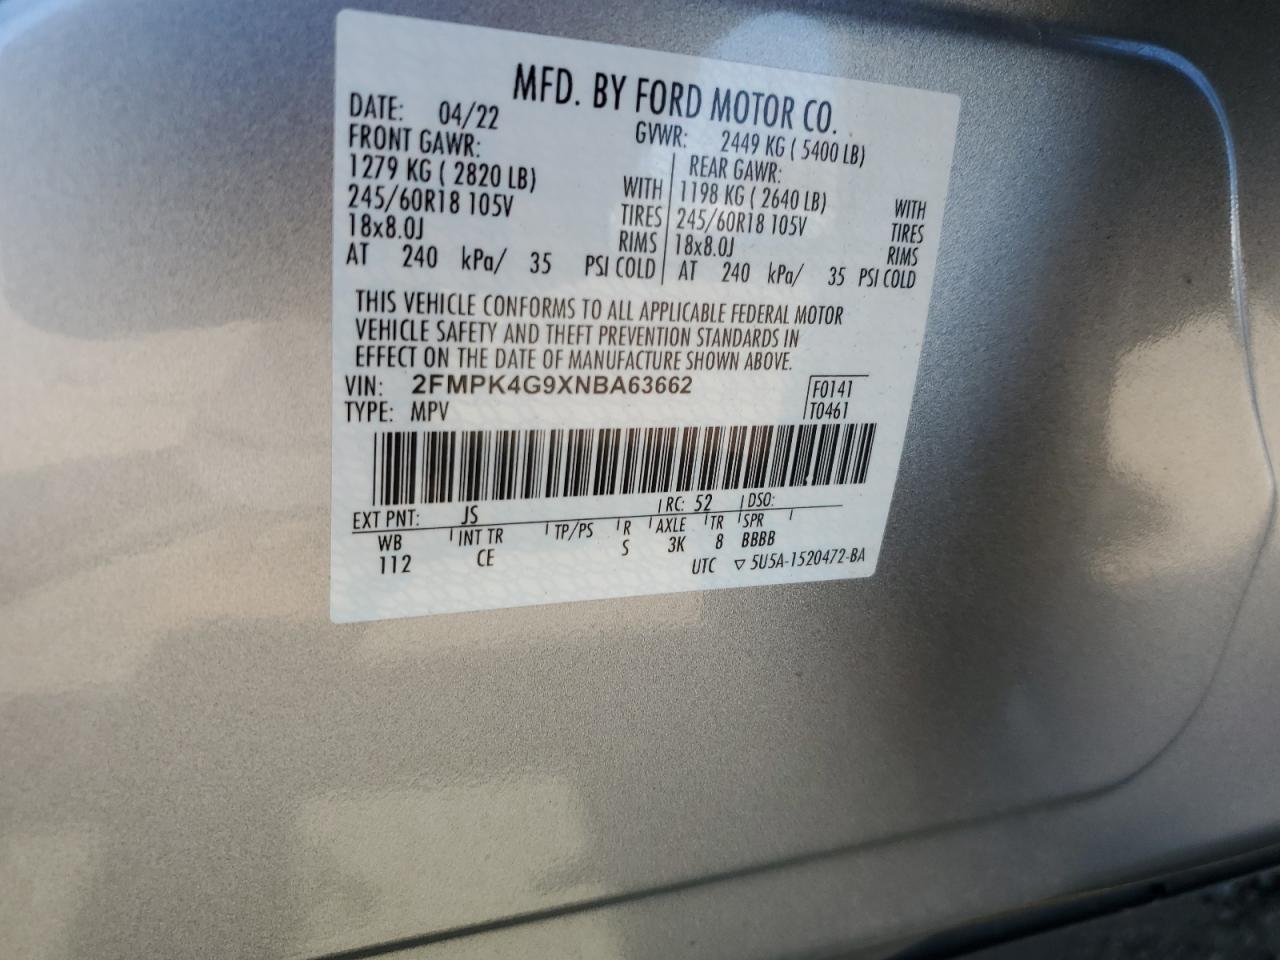 MFD. BY FORD MOTOR CO.
DATE: 04/22 GVWR: 2449 KG ( 5400 LB)
FRONT GAWR: REAR GAWR:
1279 KG ( 2820 LB) WITH 1198 KG ( 2640 LB) WITH
245/60R18 105V TIRES 245/60R18 105V TIRES
18x8.0J RIMS 18x8.0J RIMS
AT 240 kPa/ 35 PSI COLD AT 240 kPa/ 35 PSI COLD
THIS VEHICLE CONFORMS TO ALL APPLICABLE FEDERAL MOTOR
VEHICLE SAFETY AND THEFT PREVENTION STANDARDS IN
EFFECT ON THE DATE OF MANUFACTURE SHOWN ABOVE.
VIN: 2FMPK4G9XNBA63662 F0141
TYPE: MPV T0461
EXT PNT: JS RC: 52 DSO:
WB INT TR TP/PS R AXLE TR SPR
112 CE S 3K 8 BBBB
UTC ▽ 5U5A-1520472-BA